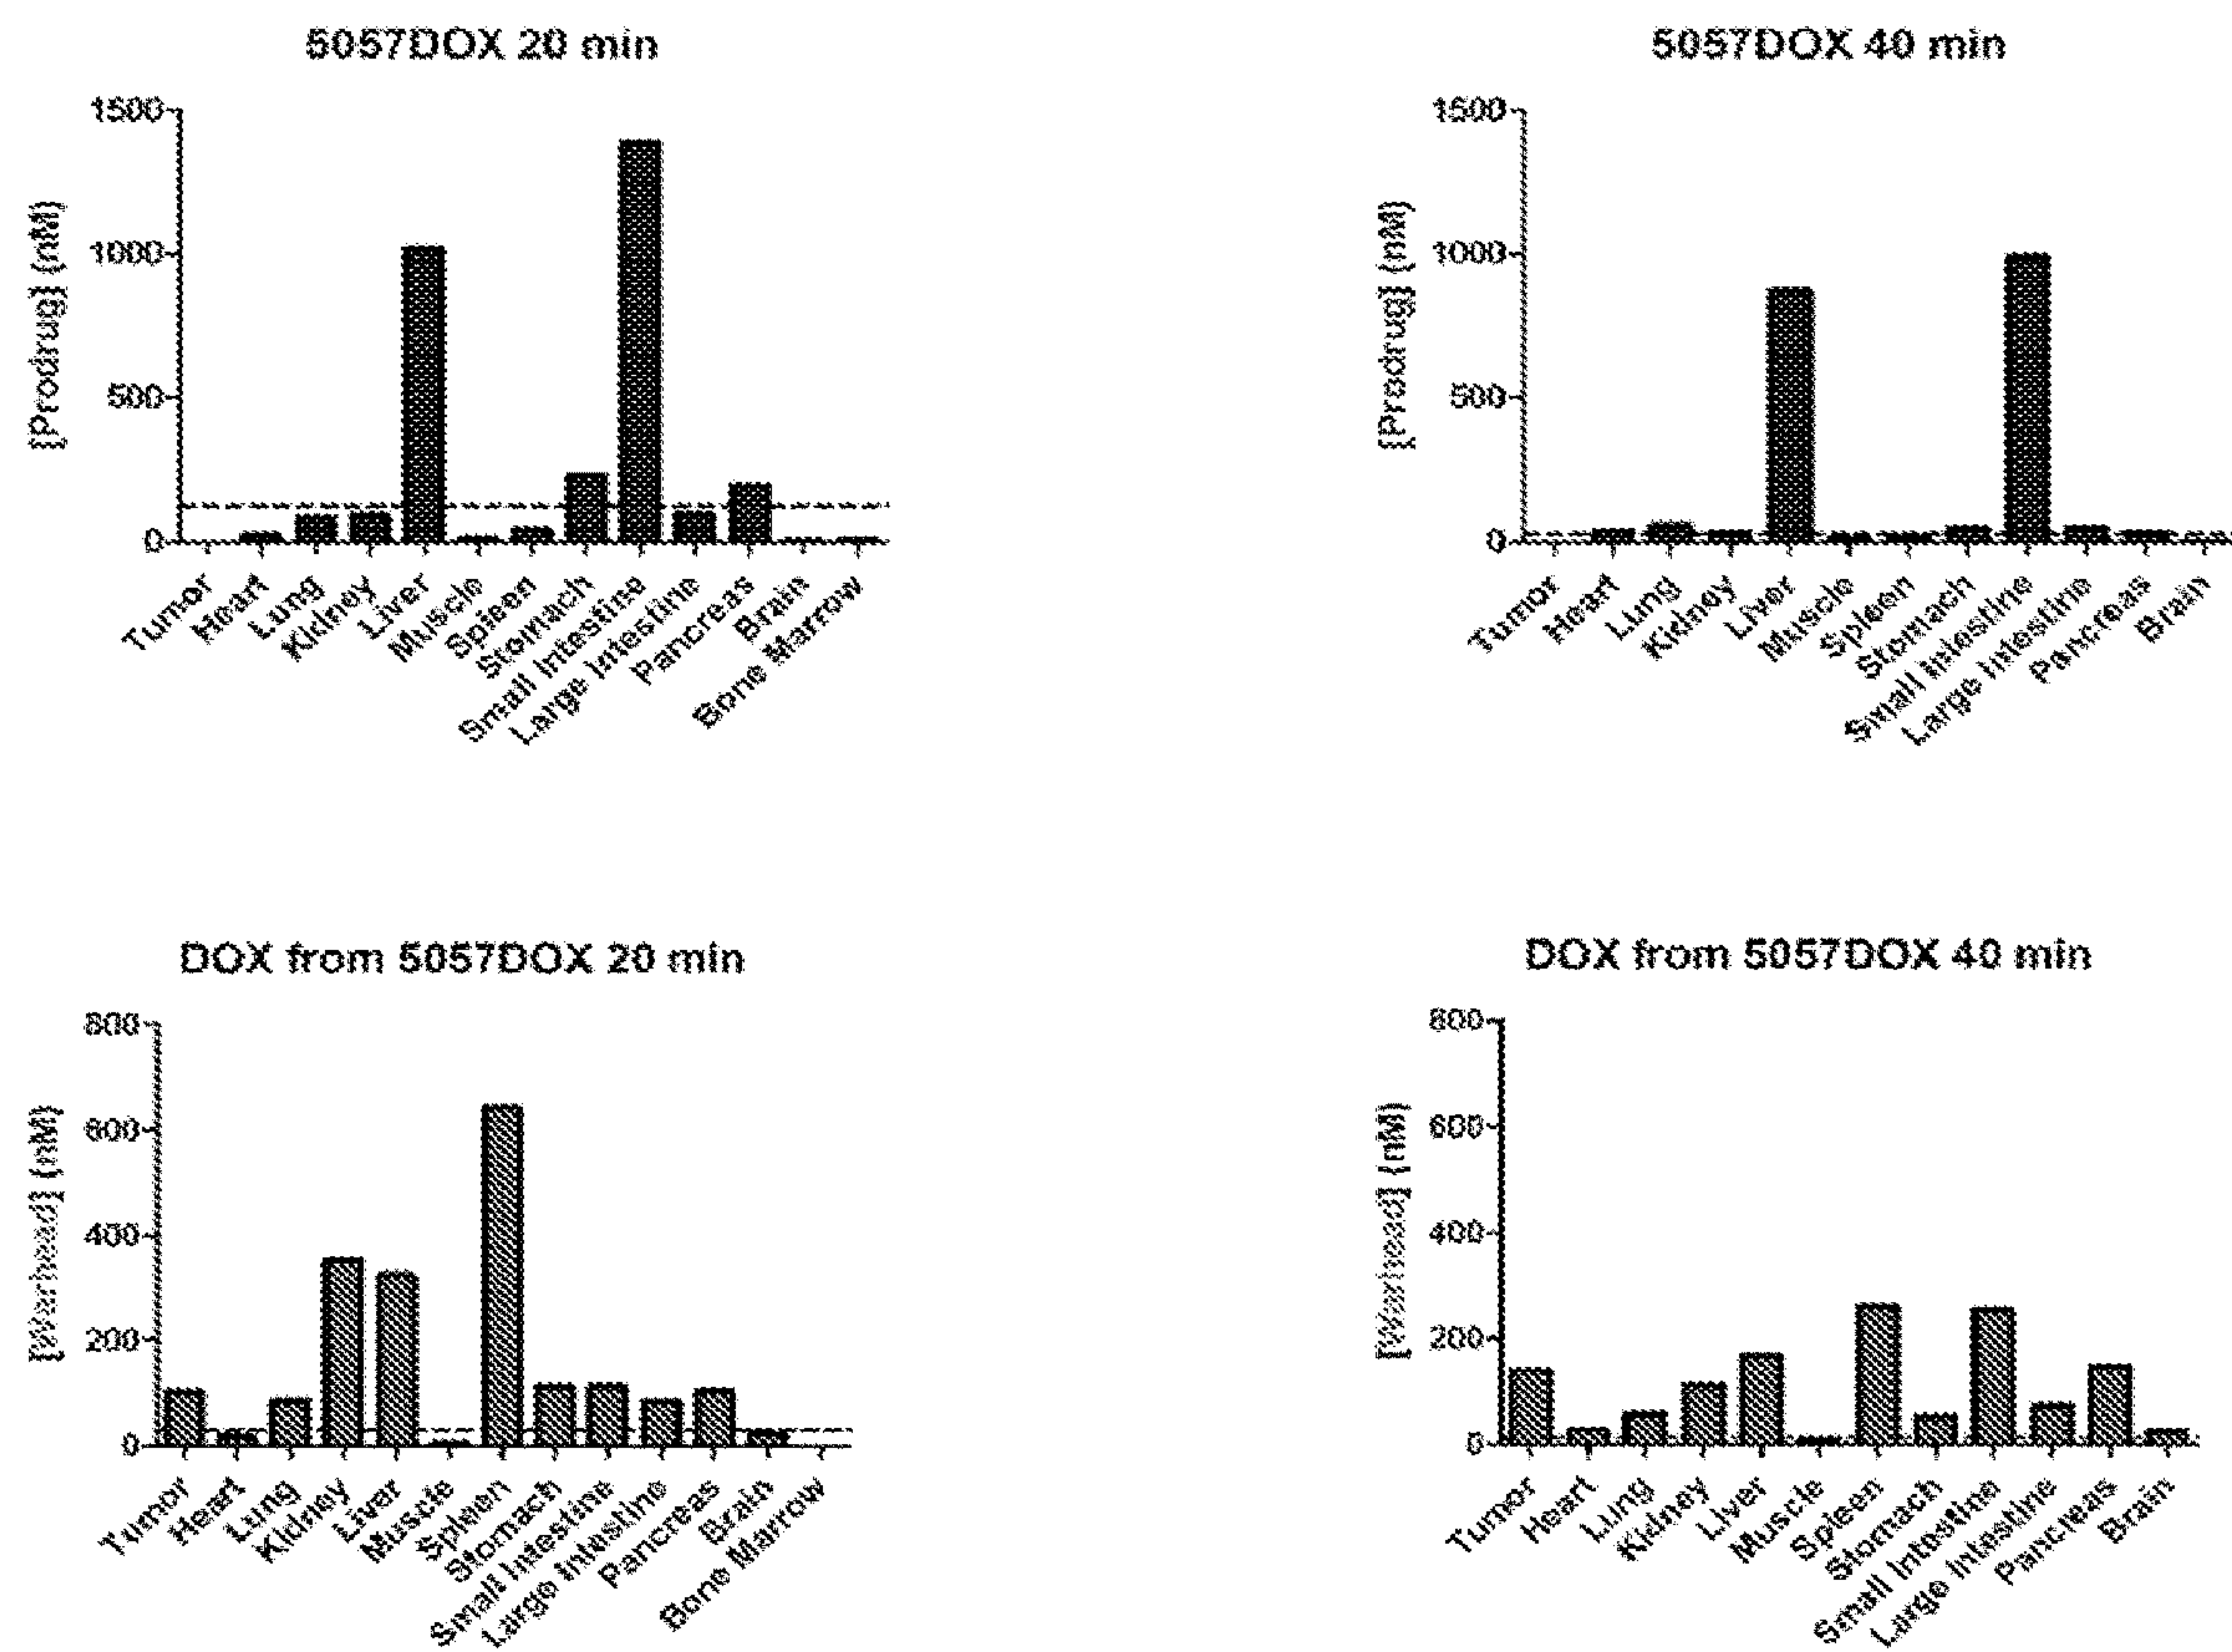 5057DOX 20 min
[Prodrug] (nM)
1500
1000
500
0
Tumor
Heart
Lung
Kidney
Liver
Muscle
Spleen
Stomach
Small Intestine
Large Intestine
Pancreas
Brain
Bone Marrow
5057DOX 40 min
[Prodrug] (nM)
1500
1000
500
0
Tumor
Heart
Lung
Kidney
Liver
Muscle
Spleen
Stomach
Small Intestine
Large Intestine
Pancreas
Brain
DOX from 5057DOX 20 min
[Warhead] (nM)
800
600
400
200
0
Tumor
Heart
Lung
Kidney
Liver
Muscle
Spleen
Stomach
Small Intestine
Large Intestine
Pancreas
Brain
Bone Marrow
DOX from 5057DOX 40 min
[Warhead] (nM)
800
600
400
200
0
Tumor
Heart
Lung
Kidney
Liver
Muscle
Spleen
Stomach
Small Intestine
Large Intestine
Pancreas
Brain